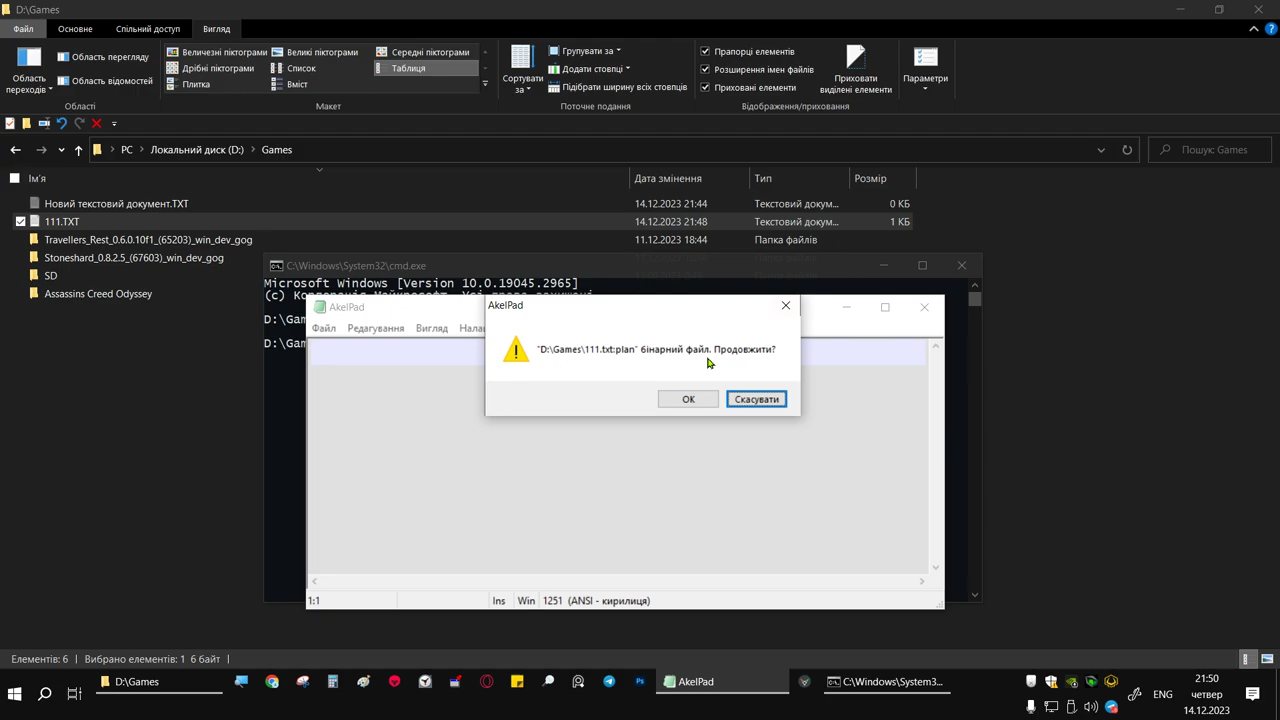 D:\Games
Файл
Основне
Спільний доступ
Вигляд
Область переходів
Область перегляду
Область відомостей
Області
Величезні піктограми
Великі піктограми
Середні піктограми
Дрібні піктограми
Список
Таблиця
Плитка
Вміст
Макет
Сортувати за
Групувати за
Додати стовпці
Підібрати ширину всіх стовпців
Поточне подання
Прапорці елементів
Розширення імен файлів
Приховані елементи
Приховати виділені елементи
Відображення/приховання
Параметри
PC
Локальний диск (D:)
Games
Пошук: Games
Ім'я
Дата змінення
Тип
Розмір
Новий текстовий документ.TXT
14.12.2023 21:44
Текстовий докум...
0 КБ
111.TXT
14.12.2023 21:48
Текстовий докум...
1 КБ
Travellers_Rest_0.6.0.10f1_(65203)_win_dev_gog
11.12.2023 18:44
Папка файлів
Stoneshard_0.8.2.5_(67603)_win_dev_gog
SD
Assassins Creed Odyssey
C:\Windows\System32\cmd.exe
Microsoft Windows [Version 10.0.19045.2965]
D:\Gam
D:\Gam
AkelPad
Файл
Редагування
Вигляд
Налаш
AkelPad
"D:\Games\111.txt:plan" бінарний файл. Продовжити?
OK
Скасувати
1:1
Ins
Win
1251 (ANSI - кирилиця)
Елементів: 6
Вибрано елементів: 1 6 байт
D:\Games
AkelPad
C:\Windows\System3...
ENG
21:50
четвер
14.12.2023